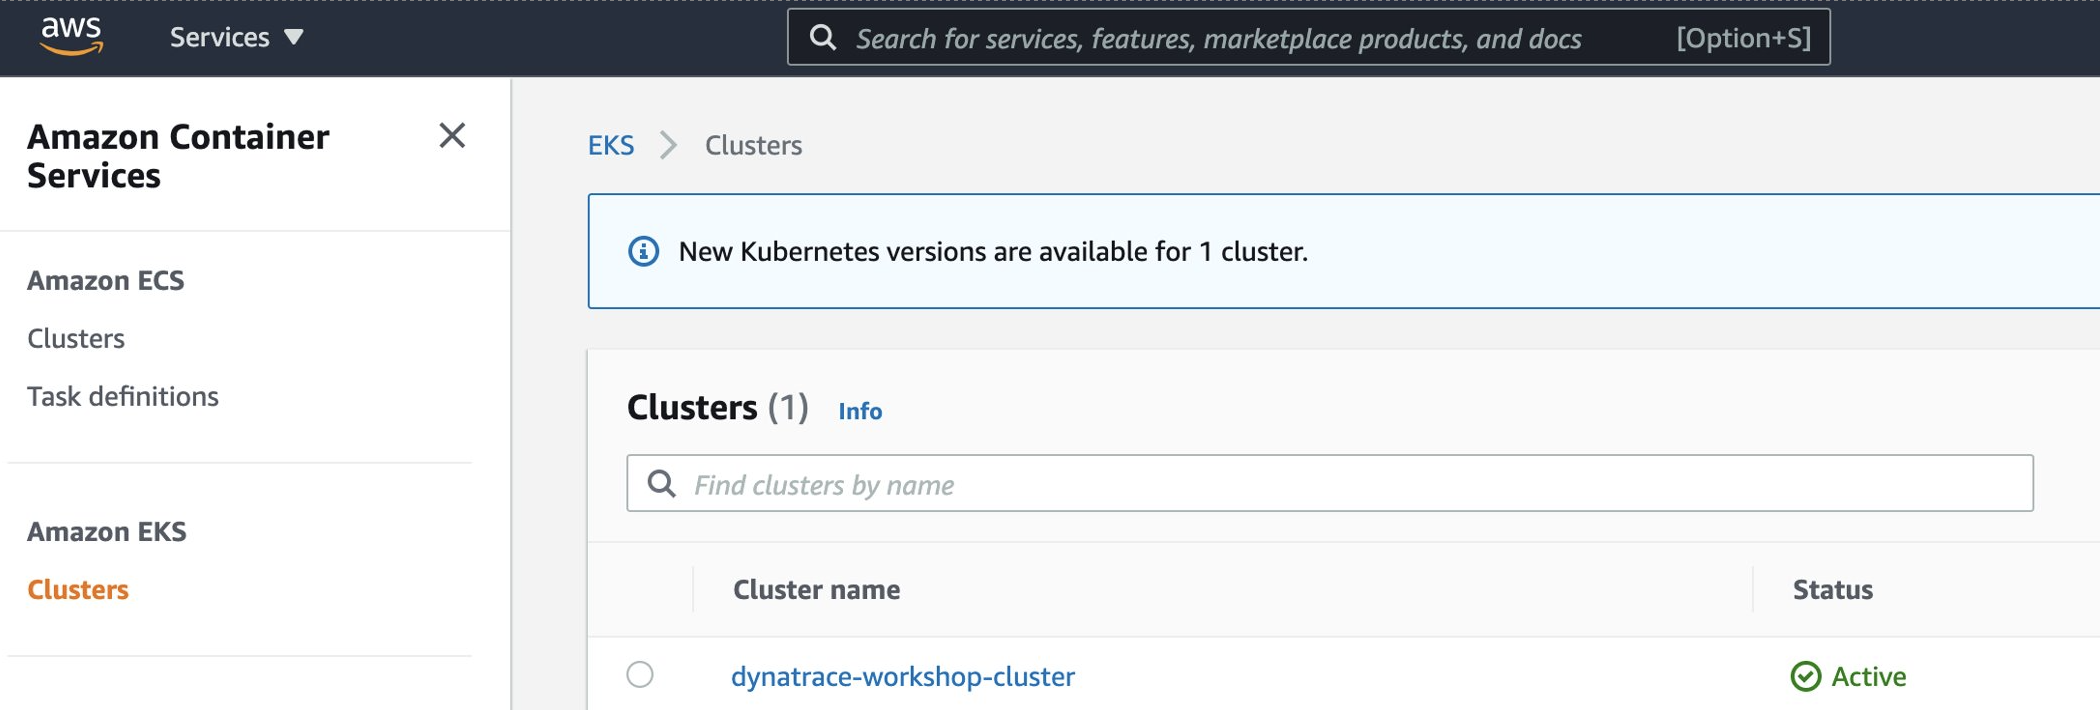 aws
Services ▼
Search for services, features, marketplace products, and docs [Option+S]
Amazon Container
Services
Amazon ECS
Clusters
Task definitions
Amazon EKS
Clusters
EKS > Clusters
New Kubernetes versions are available for 1 cluster.
Clusters (1) Info
Find clusters by name
Cluster name Status
dynatrace-workshop-cluster Active